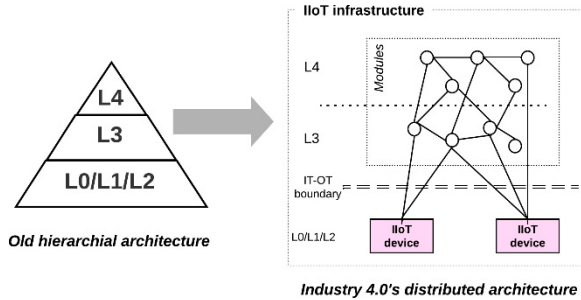 IIoT infrastructure
L4
L3
L0/L1/L2
Old hierchial architecture
Modules
L4
L3
IT-OT
boundary
L0/L1/L2
IIoT
device
IIoT
device
Industry 4.0's distributed architecture